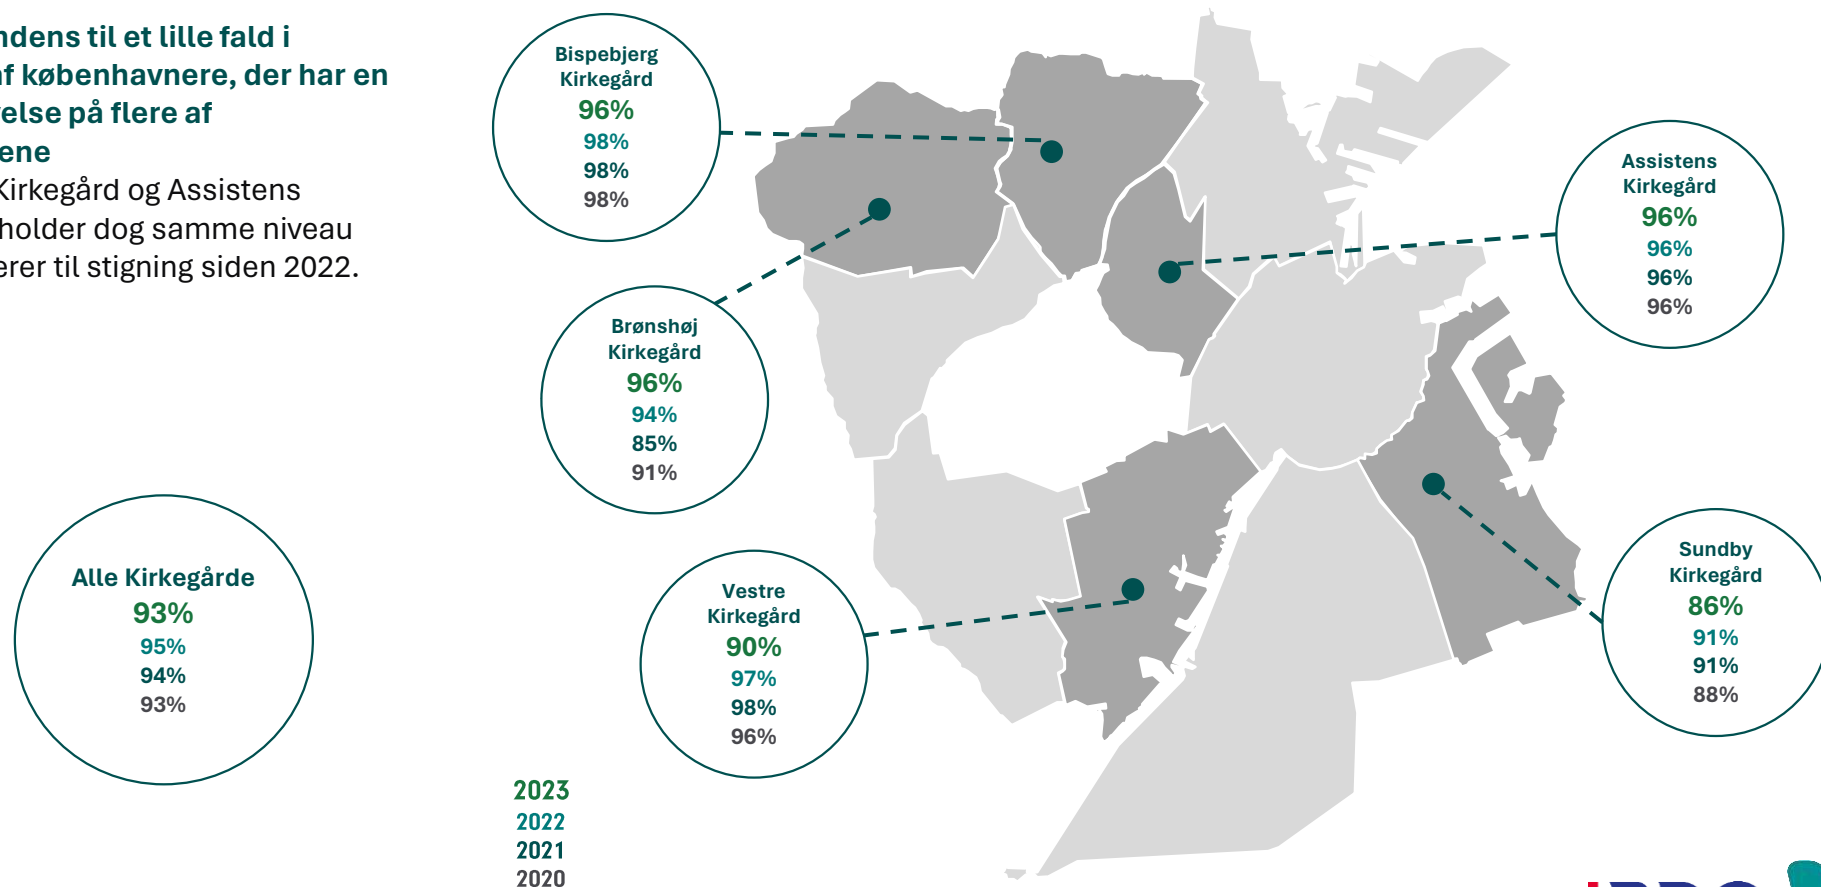 ndens til et lille fald i
af københavnere, der har en
velse på flere af
ene
Kirkegård og Assistens
holder dog samme niveau
erer til stigning siden 2022.
Bispebjerg
Kirkegård
96%
98%
98%
98%
Assistens
Kirkegård
96%
96%
96%
96%
Brønshøj
Kirkegård
96%
94%
85%
91%
Alle Kirkegårde
93%
95%
94%
93%
Vestre
Kirkegård
90%
97%
98%
96%
Sundby
Kirkegård
86%
91%
91%
88%
2023
2022
2021
2020